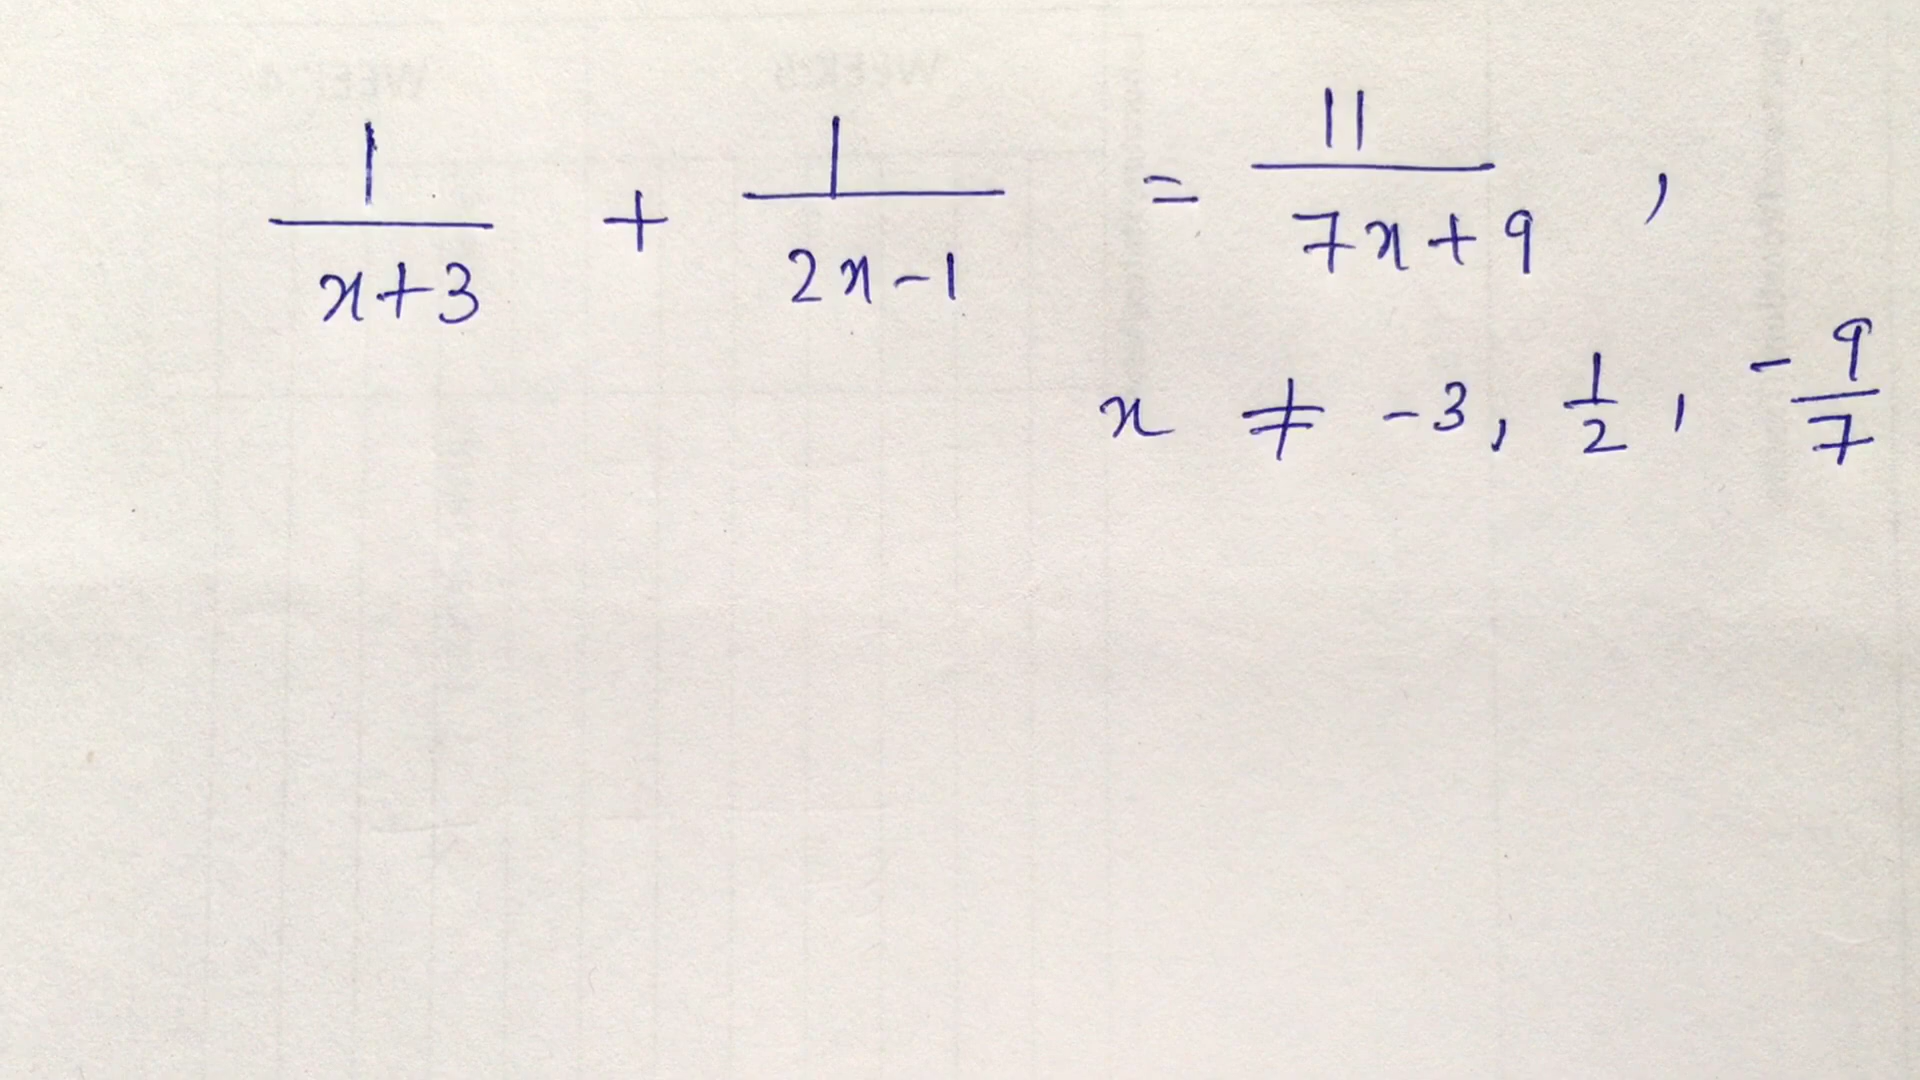 1/(x+3) + 1/(2x-1) = 11/(7x+9) ,
x ≠ -3, 1/2, -9/7